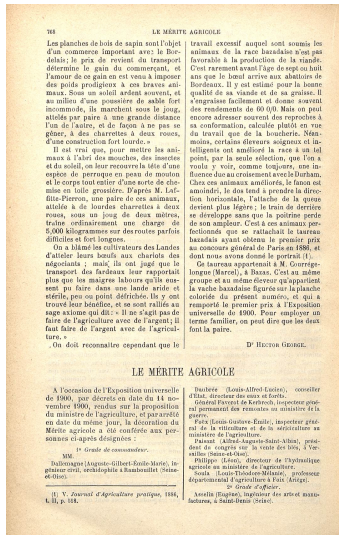 768
LE MÉRITE AGRICOLE
Les planches de bois de sapin sont l'objet
d'un commerce important avec le Bor-
delais; le prix de revient du transport
détermine le gain du commerçant, et
l'amour de ce gain en est venu à imposer
des poids prodigieux à ces braves ani-
maux. Sous un soleil ardent souvent, et
au milieu d'une poussière de sable fort
incommode, ils marchent sous le joug,
attelés par paire à une grande distance
l'un de l'autre, et de façon à ne pas se
gêner, à des charrettes à deux roues,
d'une construction fort lourde. »
Il est vrai que, pour mettre les ani-
maux à l'abri des mouches, des insectes
et du soleil, on leur recouvre la tête d'une
espèce de perruque en peau de mouton
et le corps tout entier d'une sorte de che-
mise en toile grossière. D'après M. Laf-
fitte-Pierron, une paire de ces animaux,
attelée à de lourdes charrettes à deux
roues, sous un joug de deux mètres,
traîne ordinairement une charge de
5,000 kilogrammes sur des routes parfois
difficiles et fort longues.
On a blâmé les cultivateurs des Landes
d'atteler leurs bœufs aux chariots des
négociants; mais, ils ont jugé que le
transport des fardeaux leur rapportait
plus que les maigres labours qu'ils eus-
sent pu faire dans une lande aride et
stérile, peu ou point défrichée. Ils y ont
trouvé leur bénéfice, et se sont ralliés au
sage axiome qui dit : « Il ne s'agit pas de
faire de l'agriculture avec de l'argent; il
faut faire de l'argent avec de l'agricul-
ture. »
On doit reconnaître cependant que le
travail excessif auquel sont soumis les
animaux de la race bazadaise n'est pas
favorable à la production de la viande.
C'est rarement avant l'âge de sept ou huit
ans que le bœuf arrive aux abattoirs de
Bordeaux. Il y est estimé pour la bonne
qualité de sa viande et de sa graisse. Il
s'engraisse facilement et donne souvent
des rendements de 60 0/0. Mais on peut
encore adresser souvent des reproches à
sa conformation, calculée plutôt en vue
du travail que de la boucherie. Néan-
moins, certains éleveurs soigneux et in-
telligents ont amélioré la race à un tel
point, par la seule sélection, que l'on a
voulu y voir, comme toujours, une in-
fluence due au croisement avec le Durham.
Chez ces animaux améliorés, le fanon est
amoindri, le dos tend à prendre la direc-
tion horizontale, l'attache de la queue
devient plus légère; le train de derrière
se développe sans que la poitrine perde
de son ampleur. C'est à ces animaux per-
fectionnés que se rattachait le taureau
bazadais ayant obtenu le premier prix
au concours général de Paris en 1886, et
dont nous avons donné le portrait (1).
Ce taureau appartenait à M. Courrège-
longue (Marcel), à Bazas. C'est au même
groupe et au même éleveur qu'appartient
la vache bazadaise figurée sur la planche
coloriée du présent numéro, et qui a
remporté le premier prix à l'Exposition
universelle de 1900. Pour employer un
terme familier, on peut dire que les deux
font la paire.
Dr HECTOR GEORGE.
LE MÉRITE AGRICOLE
A l'occasion de l'Exposition universelle
de 1900, par décrets en date du 14 no-
vembre 1900, rendus sur la proposition
du ministre de l'agriculture, et par arrêté
en date du même jour, la décoration du
Mérite agricole a été conférée aux per-
sonnes ci-après désignées :
1º Grade de commandeur.
MM.
Dallemagne (Auguste-Gilbert-Émile-Marie), in-
génieur civil, orchidophile à Rambouillet (Seine-
et-Oise).
(1) V. Journal d'Agriculture pratique, 1886,
t. II, p. 168.
Daubrée (Louis-Alfred-Lucien), conseiller
d'État, directeur des eaux et forêts.
Général Faverot de Kerbrech, inspecteur géné-
ral permanent des remontes au ministère de la
guerre.
Foëx (Louis-Gustave-Émile), inspecteur géné-
ral de la viticulture et de la sériciculture au
ministère de l'agriculture.
Paisant (Alfred-Auguste-Saint-Albin), prési-
dent du congrès sur la vente des blés, à Ver-
sailles (Seine-et-Oise).
Philippe (Léon), directeur de l'hydraulique
agricole au ministère de l'agriculture.
Soula (Louis-Théodore-Mélanie), professeur
départemental d'agriculture à Foix (Ariège).
2º Grade d'officier.
Asselin (Eugène), ingénieur des arts et manu-
factures, à Saint-Denis (Seine).